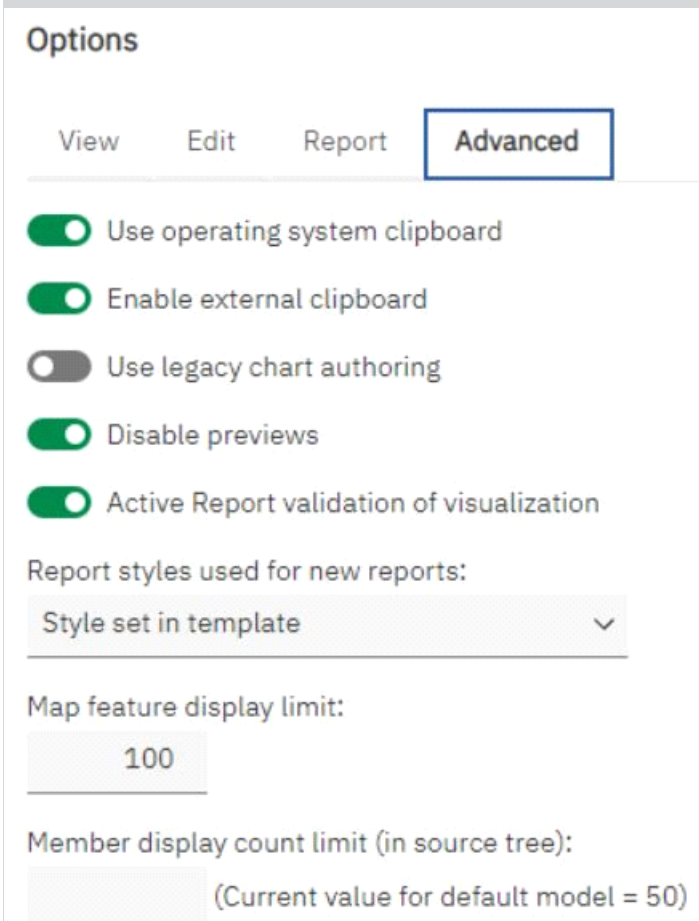 Options
View Edit Report Advanced
Use operating system clipboard
Enable external clipboard
Use legacy chart authoring
Disable previews
Active Report validation of visualization
Report styles used for new reports:
Style set in template
Map feature display limit:
100
Member display count limit (in source tree):
(Current value for default model = 50)